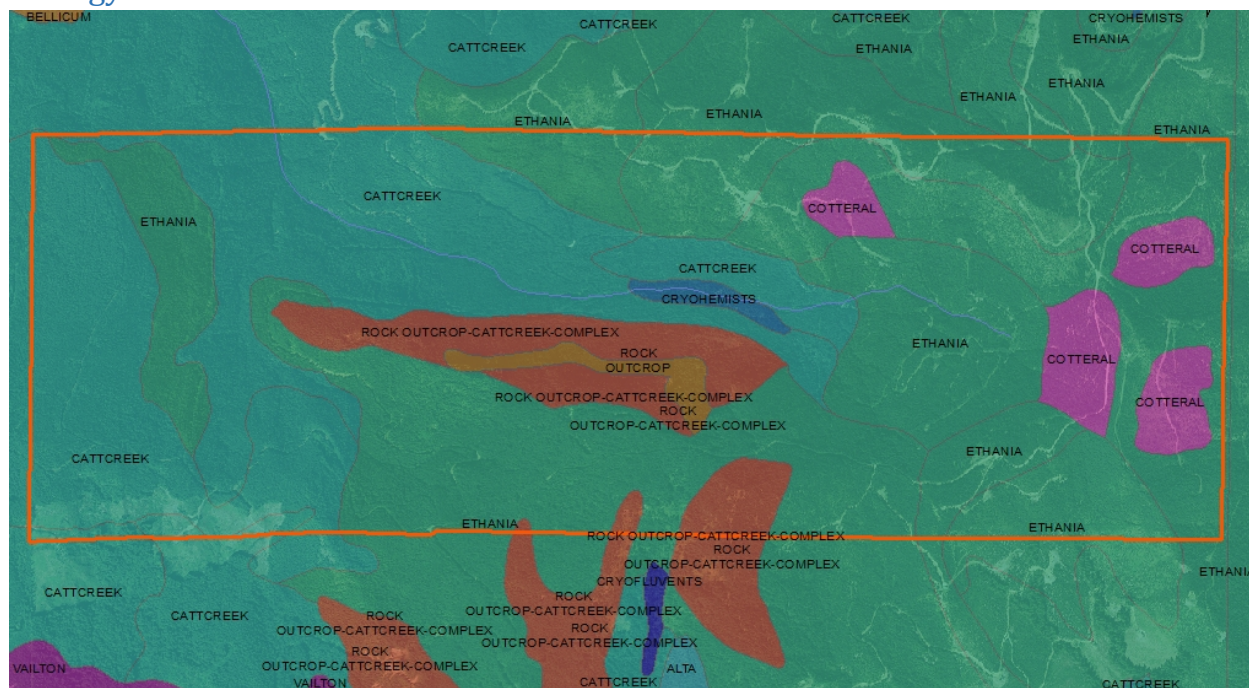 BELLICUM
CATTCREEK
CATTCREEK
CATTCREEK
CRYOHEMISTS
ETHANIA
ETHANIA
ETHANIA
ETHANIA
ETHANIA
ETHANIA
ETHANIA
CATTCREEK
ETHANIA
COTTERAL
COTTERAL
CATTCREEK
CRYOHEMISTS
ROCK OUTCROP-CATTCREEK-COMPLEX
ROCK
OUTCROP
ETHANIA
COTTERAL
ROCK OUTCROP-CATTCREEK-COMPLEX
ROCK
OUTCROP-CATTCREEK-COMPLEX
COTTERAL
CATTCREEK
ETHANIA
ETHANIA
ETHANIA
ROCK OUTCROP-CATTCREEK-COMPLEX
ROCK
OUTCROP-CATTCREEK-COMPLEX
CRYOFLUVENTS
ETHANIA
CATTCREEK
CATTCREEK
ROCK
OUTCROP-CATTCREEK-COMPLEX
ROCK
OUTCROP-CATTCREEK-COMPLEX
ROCK
OUTCROP-CATTCREEK-COMPLEX
ROCK
OUTCROP-CATTCREEK-COMPLEX
VAILTON
VAILTON
CATTCREEK
ALTA
CATTCREEK